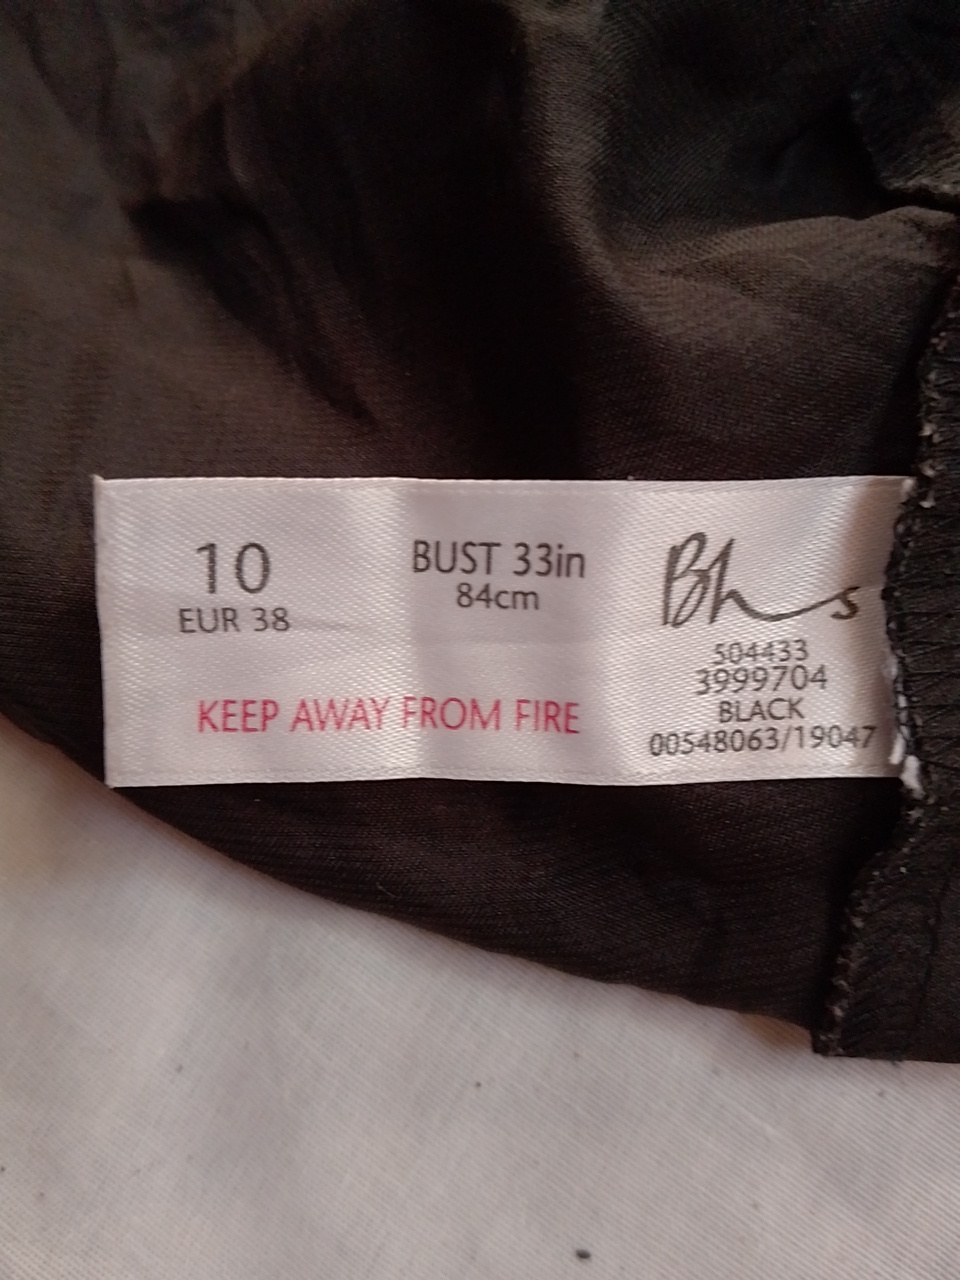 10
EUR 38
BUST 33in
84cm
KEEP AWAY FROM FIRE
Bhs
504433
3999704
BLACK
00548063/19047